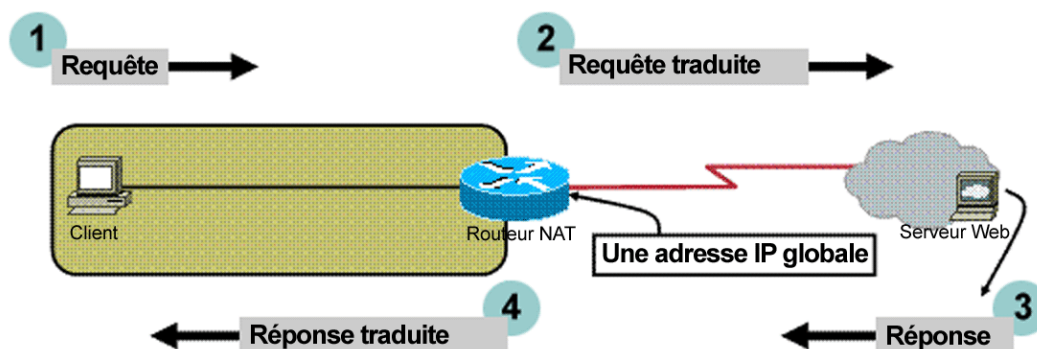 1
Requête
2
Requête traduite
Client
Routeur NAT
Serveur Web
Une adresse IP globale
4
Réponse traduite
3
Réponse